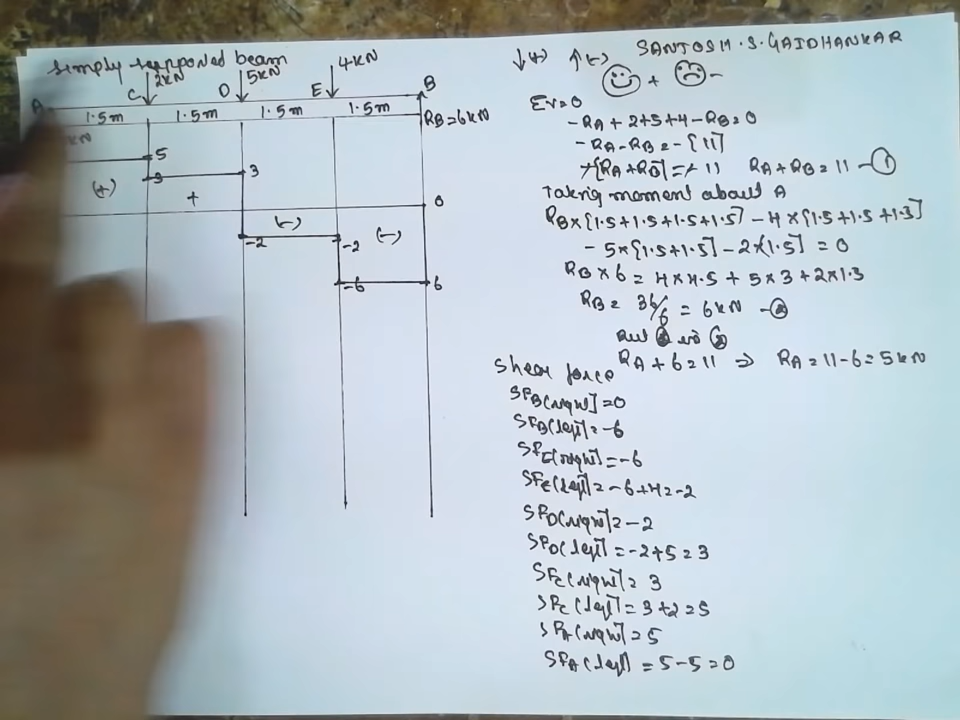 Simply supported beam
SANTOSH.S.GAIDHANKAR
↓(+) ↑(-)
+ -
C 2kN D 5kN E 4kN B
A 1.5m 1.5m 1.5m 1.5m RB=6kN
kN
5
3 3
(+) +
0
-2 (-) -2 (-)
-6 6
Ev=0
-RA+2+5+4-RB=0
-RA-RB=-[11]
+[RA+RB]=+11 RA+RB=11 -①
Taking moment about A
RB×[1.5+1.5+1.5+1.5]-4×[1.5+1.5+1.5]
-5×[1.5+1.5]-2×[1.5]=0
RB×6=4×4.5+5×3+2×1.5
RB=36/6=6kN -②
RA+6=11 ⇒ RA=11-6=5kN
Shear force
SFB(right]=0
SFB(left]=-6
SFE[right]=-6
SFE(left]=-6+4=-2
SFD(right]=-2
SFD(left]=-2+5=3
SFC(right]=3
SFC(left]=3+2=5
SFA(right]=5
SFA(left]=5-5=0